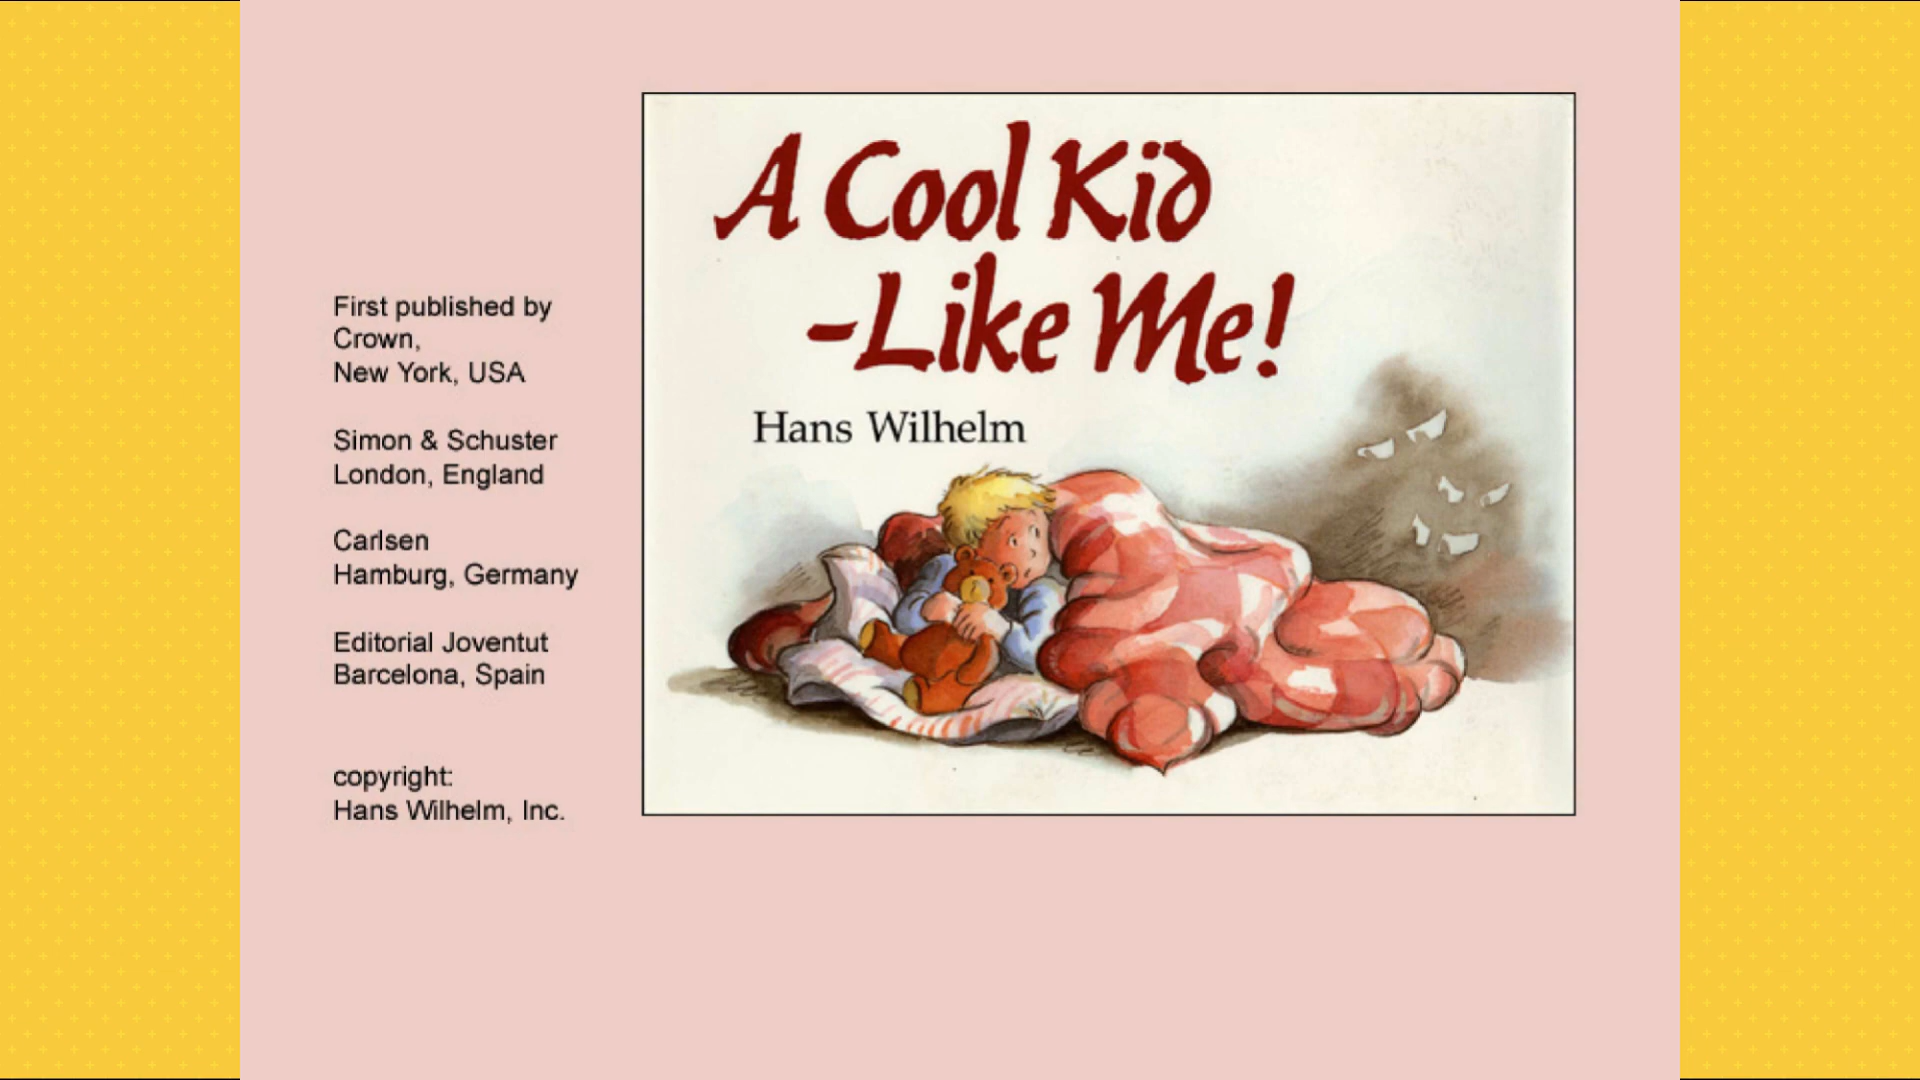 First published by
Crown,
New York, USA
Simon & Schuster
London, England
Carlsen
Hamburg, Germany
Editorial Joventut
Barcelona, Spain
copyright:
Hans Wilhelm, Inc.
A Cool Kid
-Like Me!
Hans Wilhelm